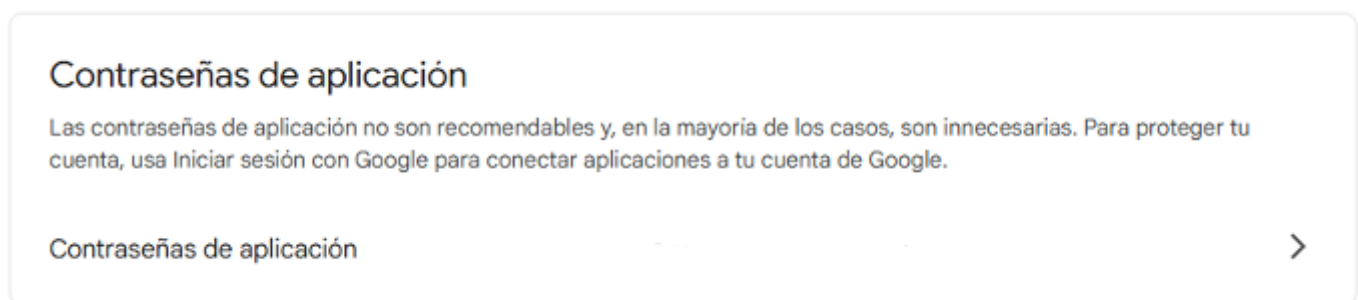 Contraseñas de aplicación
Las contraseñas de aplicación no son recomendables y, en la mayoría de los casos, son innecesarias. Para proteger tu
cuenta, usa Iniciar sesión con Google para conectar aplicaciones a tu cuenta de Google.
Contraseñas de aplicación